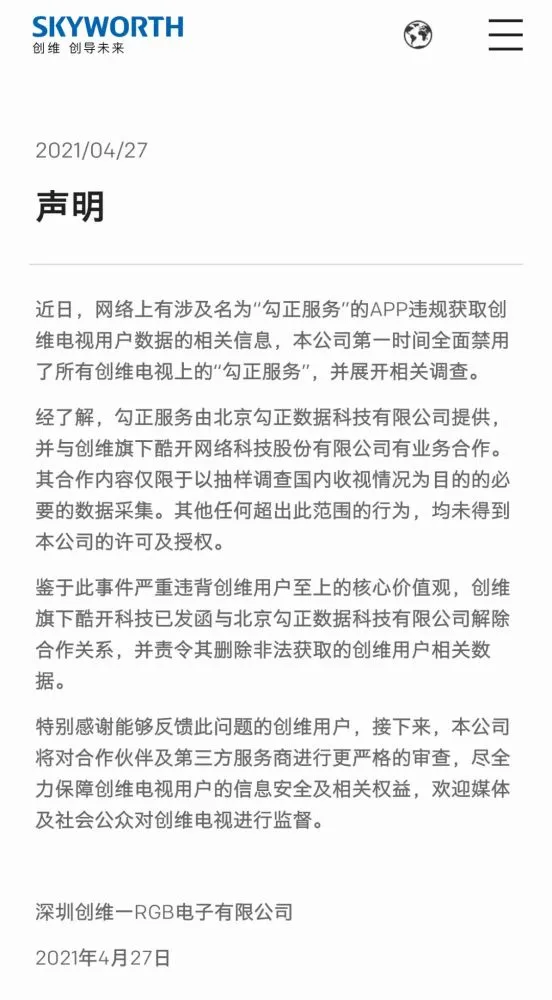 SKYWORTH
创维 创导未来
2021/04/27
声明
近日，网络上有涉及名为“勾正服务”的APP违规获取创
维电视用户数据的相关信息，本公司第一时间全面禁用
了所有创维电视上的“勾正服务”，并展开相关调查。
经了解，勾正服务由北京勾正数据科技有限公司提供，
并与创维旗下酷开网络科技股份有限公司有业务合作。
其合作内容仅限于以抽样调查国内收视情况为目的的必
要的数据采集。其他任何超出此范围的行为，均未得到
本公司的许可及授权。
鉴于此事件严重违背创维用户至上的核心价值观，创维
旗下酷开科技已发函与北京勾正数据科技有限公司解除
合作关系，并责令其删除非法获取的创维用户相关数
据。
特别感谢能够反馈此问题的创维用户，接下来，本公司
将对合作伙伴及第三方服务商进行更严格的审查，尽全
力保障创维电视用户的信息安全及相关权益，欢迎媒体
及社会公众对创维电视进行监督。
深圳创维一RGB电子有限公司
2021年4月27日